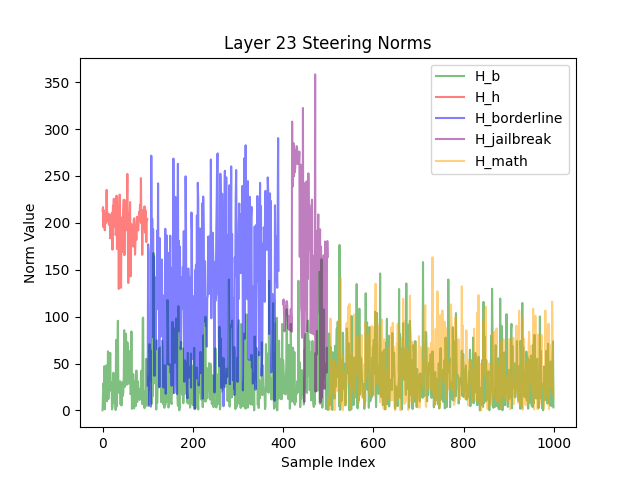 Layer 23 Steering Norms
H_b
H_h
H_borderline
H_jailbreak
H_math
Norm Value
350
300
250
200
150
100
50
0
0
200
400
600
800
1000
Sample Index